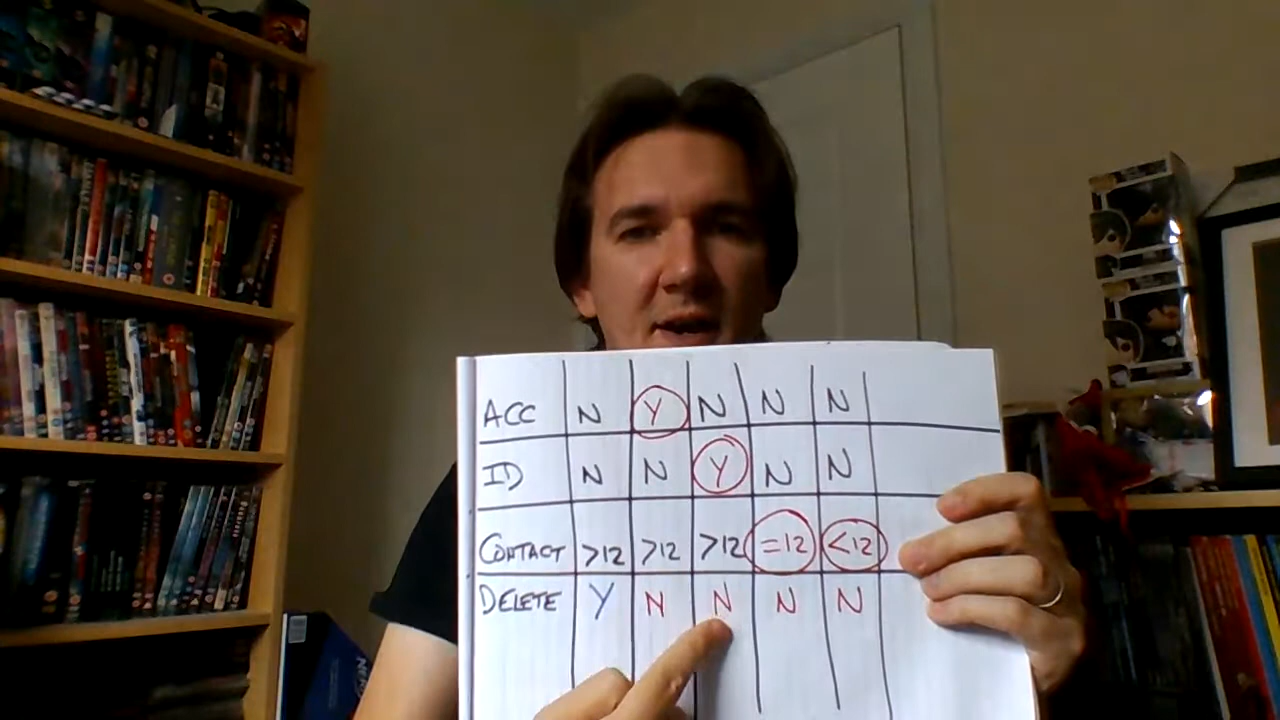 ACC N Y N N N
ID N N Y N N
CONTACT >12 >12 >12 =12 <12
DELETE Y N N N N